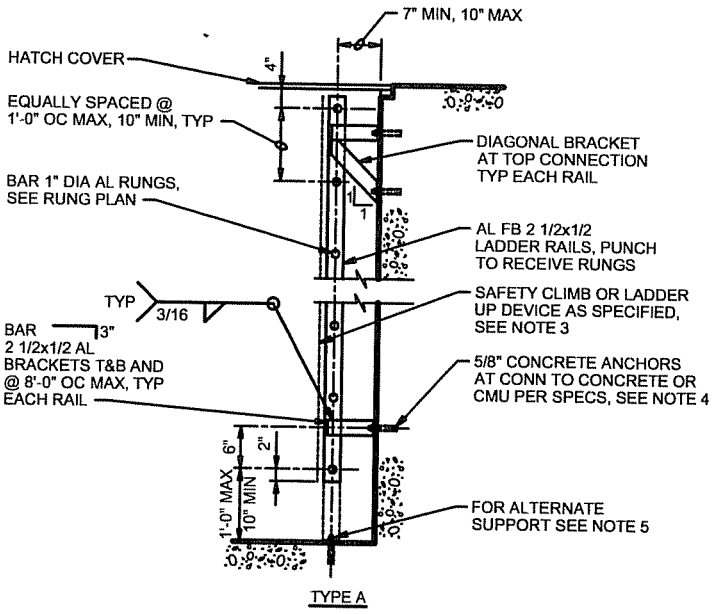 7" MIN, 10" MAX
HATCH COVER
4"
EQUALLY SPACED @
1'-0" OC MAX, 10" MIN, TYP
DIAGONAL BRACKET
AT TOP CONNECTION
TYP EACH RAIL
BAR 1" DIA AL RUNGS,
SEE RUNG PLAN
1
1
AL FB 2 1/2x1/2
LADDER RAILS, PUNCH
TO RECEIVE RUNGS
TYP
3/16
SAFETY CLIMB OR LADDER
UP DEVICE AS SPECIFIED,
SEE NOTE 3
BAR 3"
2 1/2x1/2 AL
BRACKETS T&B AND
@ 8'-0" OC MAX, TYP
EACH RAIL
5/8" CONCRETE ANCHORS
AT CONN TO CONCRETE OR
CMU PER SPECS, SEE NOTE 4
6"
2"
1'-0" MAX
10" MIN
FOR ALTERNATE
SUPPORT SEE NOTE 5
TYPE A